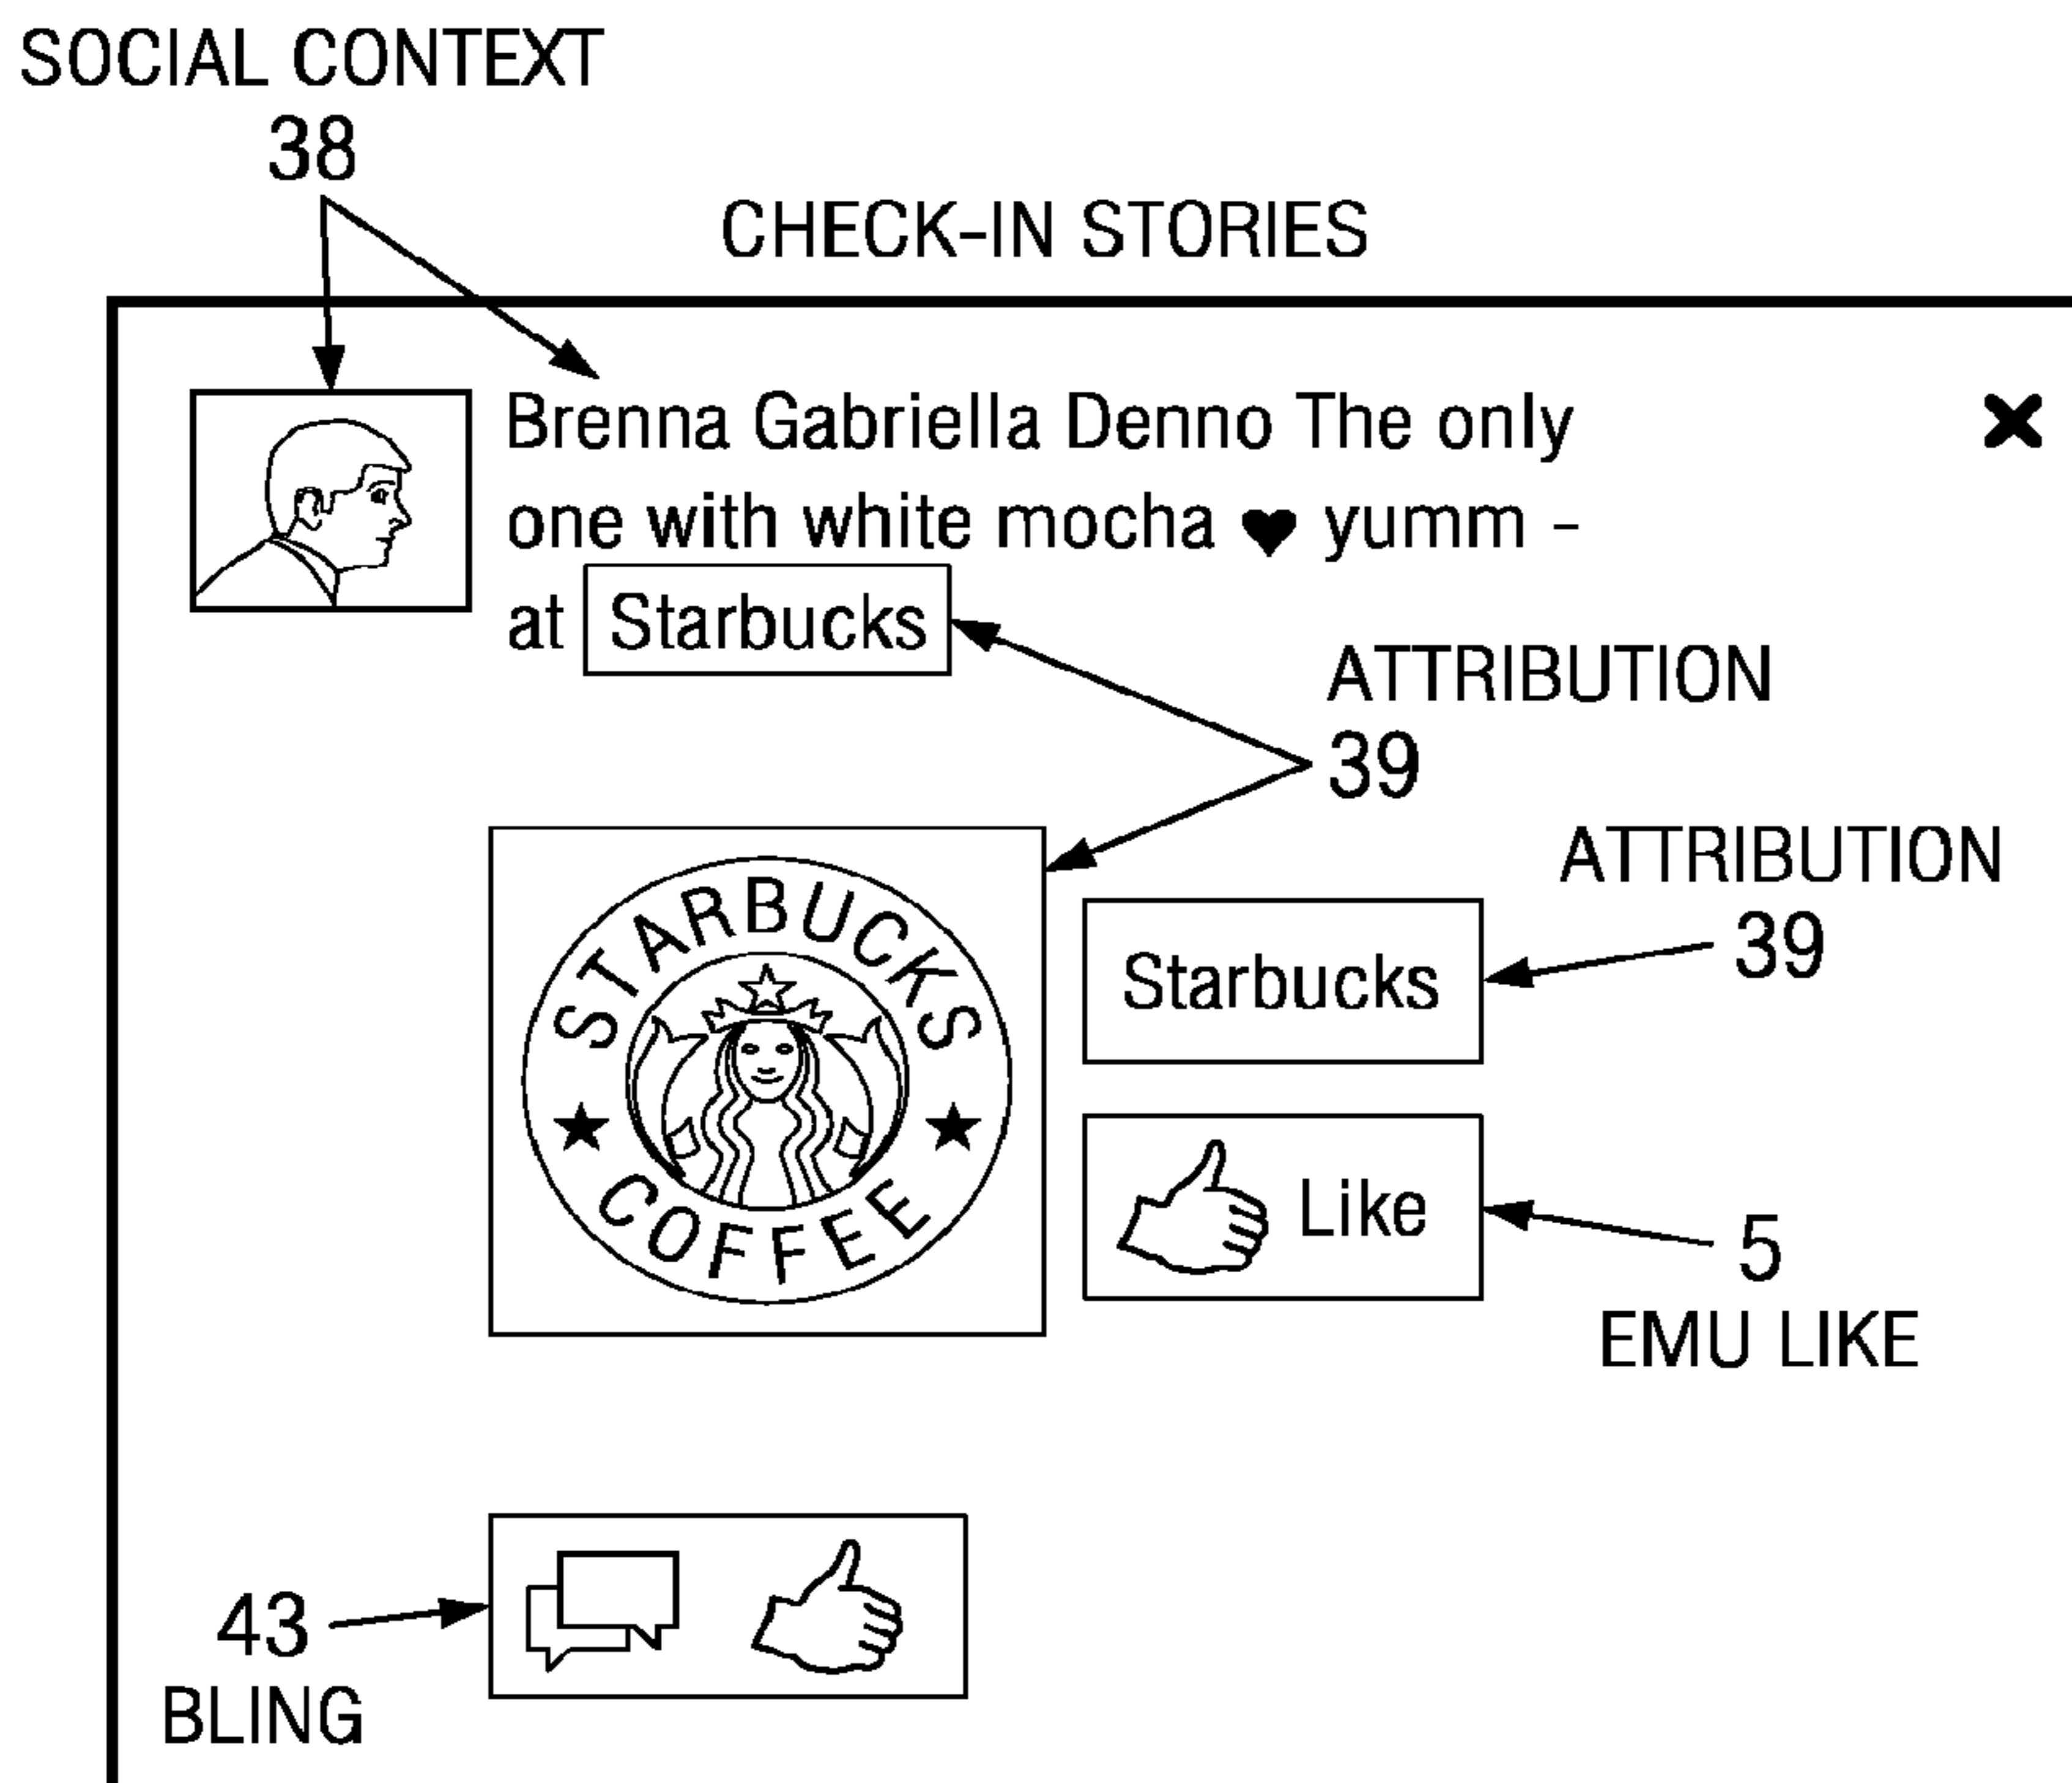 SOCIAL CONTEXT
38
CHECK-IN STORIES
Brenna Gabriella Denno The only
one with white mocha ♥ yumm -
at Starbucks
ATTRIBUTION
39
ATTRIBUTION
39
STARBUCKS
COFFEE
Starbucks
Like
5
EMU LIKE
43
BLING